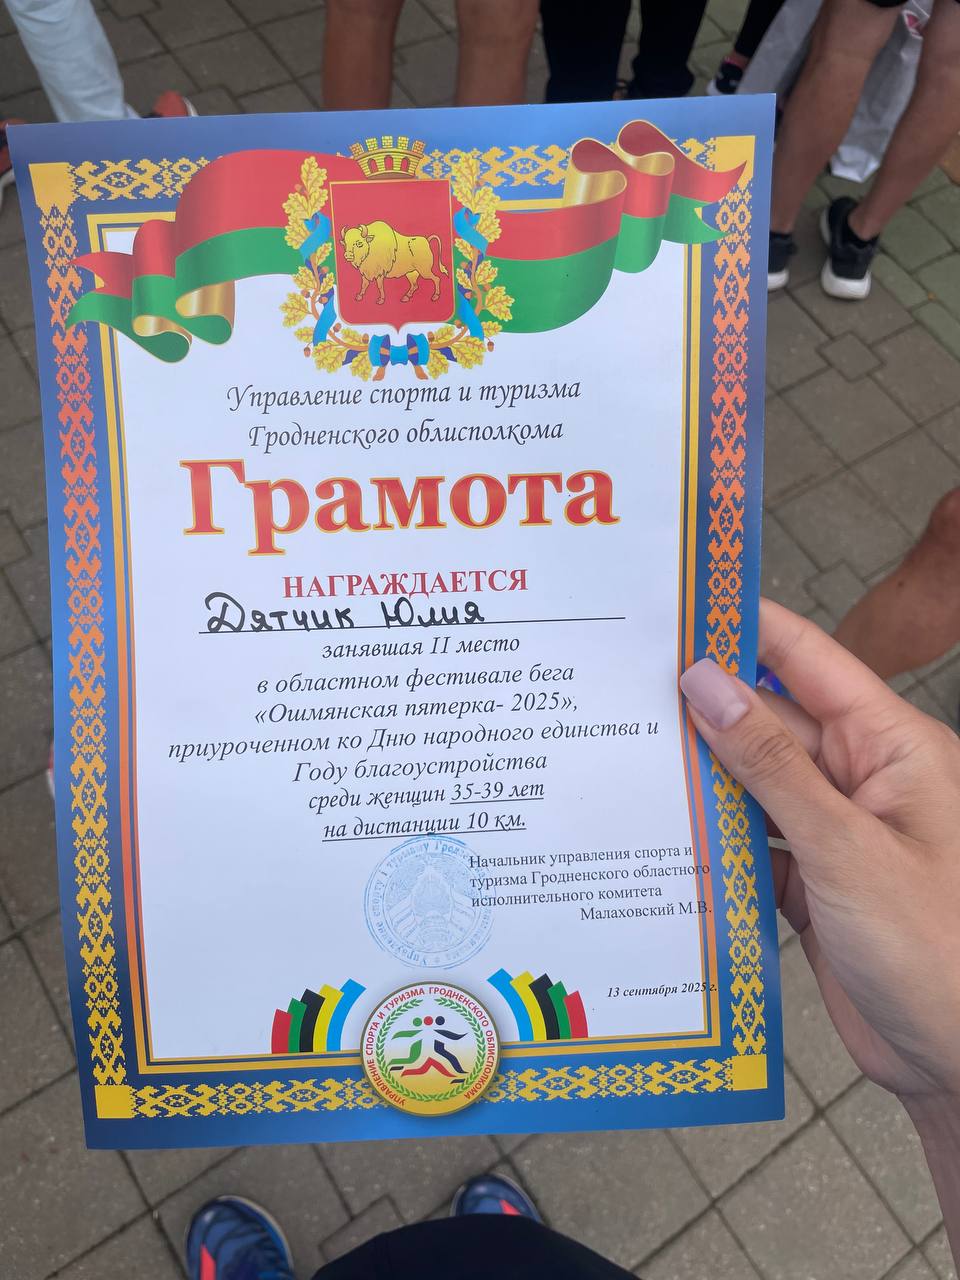 Управление спорта и туризма
Гродненского облисполкома
Грамота
НАГРАЖДАЕТСЯ
Дятчик Юлия
занявшая II место
в областном фестивале бега
«Ошмянская пятерка- 2025»,
приуроченном ко Дню народного единства и
Году благоустройства
среди женщин 35-39 лет
на дистанции 10 км.
Начальник управления спорта и
туризма Гродненского областного
исполнительного комитета
Малаховский М.В.
13 сентября 2025 г.
УПРАВЛЕНИЕ СПОРТА И ТУРИЗМА ГРОДНЕНСКОГО ОБЛИСПОЛКОМА